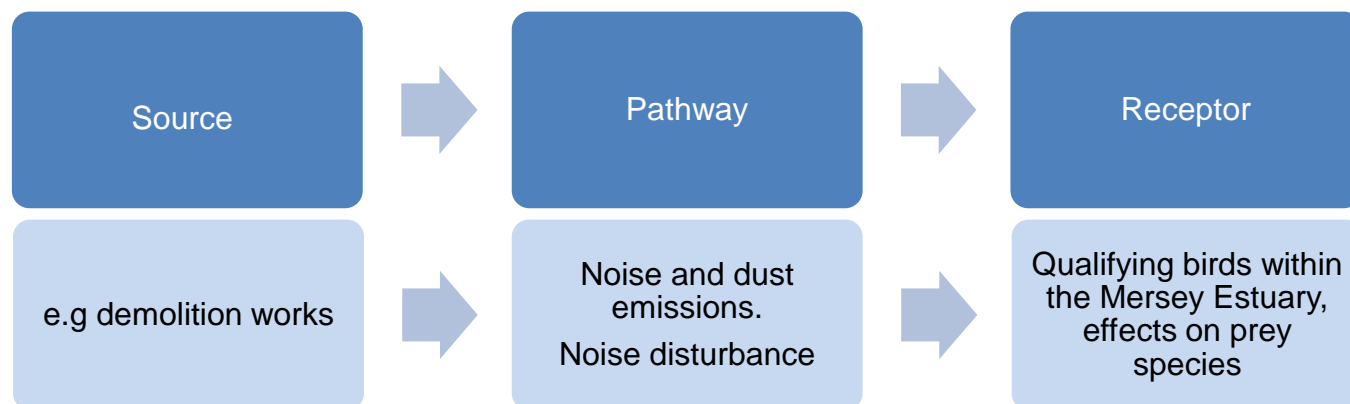 Source
Pathway
Receptor
e.g demolition works
Noise and dust
emissions.
Noise disturbance
Qualifying birds within
the Mersey Estuary,
effects on prey
species